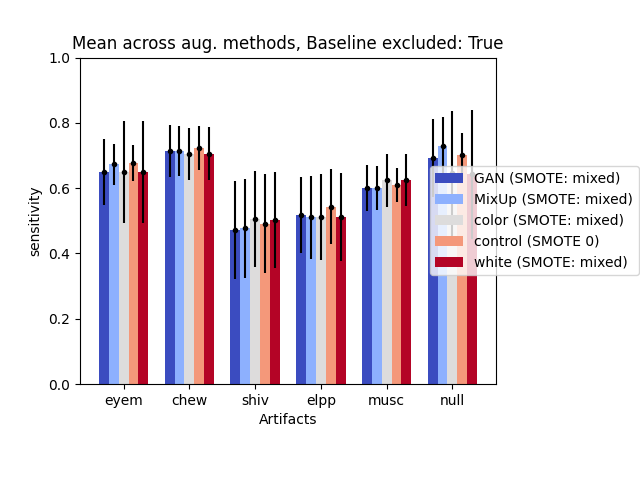 Mean across aug. methods, Baseline excluded: True
1.0
0.8
0.6
0.4
0.2
0.0
sensitivity
GAN (SMOTE: mixed)
MixUp (SMOTE: mixed)
color (SMOTE: mixed)
control (SMOTE 0)
white (SMOTE: mixed)
eyem chew shiv elpp musc null
Artifacts